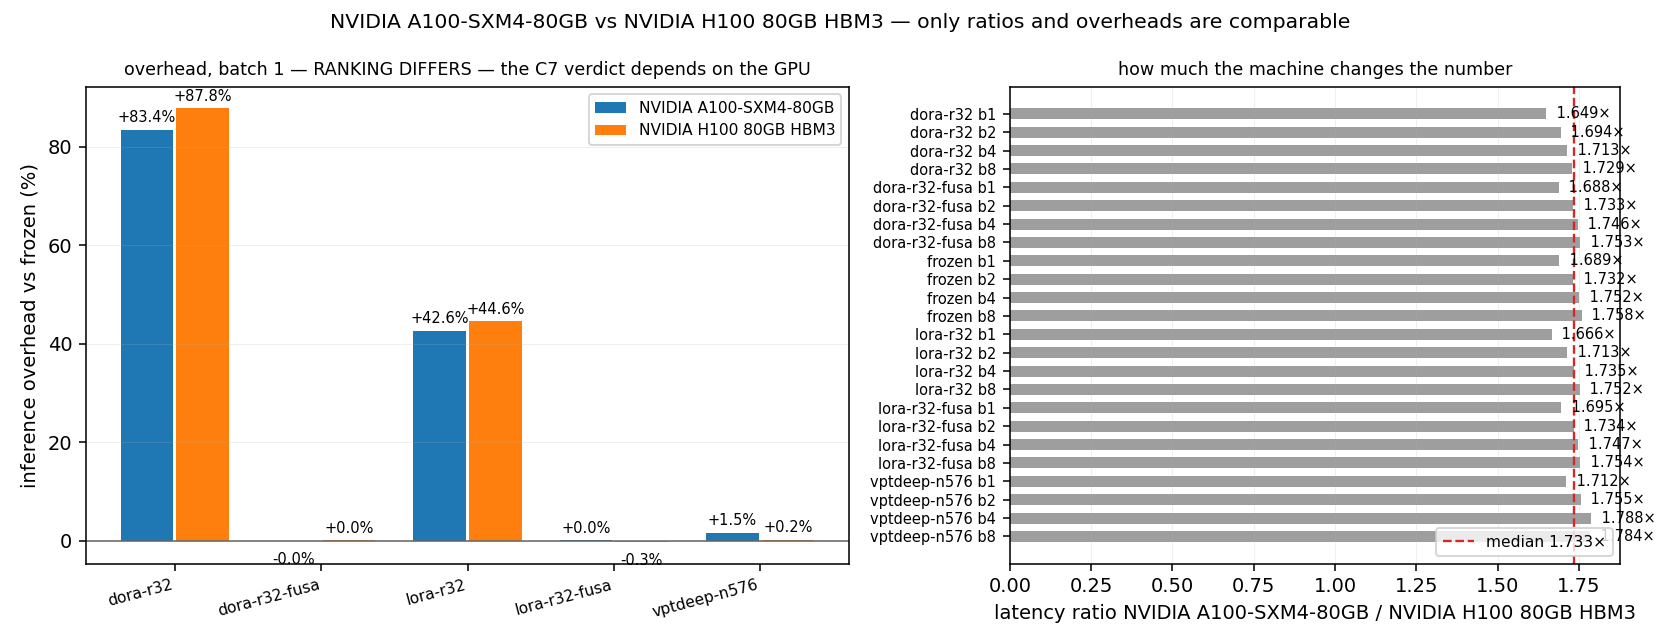 NVIDIA A100-SXM4-80GB vs NVIDIA H100 80GB HBM3 — only ratios and overheads are comparable
overhead, batch 1 — RANKING DIFFERS — the C7 verdict depends on the GPU
inference overhead vs frozen (%)
80
60
40
20
0
+83.4%
+87.8%
-0.0%
+0.0%
+42.6%
+44.6%
+0.0%
-0.3%
+1.5%
+0.2%
NVIDIA A100-SXM4-80GB
NVIDIA H100 80GB HBM3
dora-r32
dora-r32-fusa
lora-r32
lora-r32-fusa
vptdeep-n576
how much the machine changes the number
dora-r32 b1 1.649×
dora-r32 b2 1.694×
dora-r32 b4 1.713×
dora-r32 b8 1.729×
dora-r32-fusa b1 1.688×
dora-r32-fusa b2 1.733×
dora-r32-fusa b4 1.746×
dora-r32-fusa b8 1.753×
frozen b1 1.689×
frozen b2 1.732×
frozen b4 1.752×
frozen b8 1.758×
lora-r32 b1 1.666×
lora-r32 b2 1.713×
lora-r32 b4 1.735×
lora-r32 b8 1.752×
lora-r32-fusa b1 1.695×
lora-r32-fusa b2 1.734×
lora-r32-fusa b4 1.747×
lora-r32-fusa b8 1.754×
vptdeep-n576 b1 1.712×
vptdeep-n576 b2 1.755×
vptdeep-n576 b4 1.788×
vptdeep-n576 b8 1.784×
median 1.733×
0.00 0.25 0.50 0.75 1.00 1.25 1.50 1.75
latency ratio NVIDIA A100-SXM4-80GB / NVIDIA H100 80GB HBM3